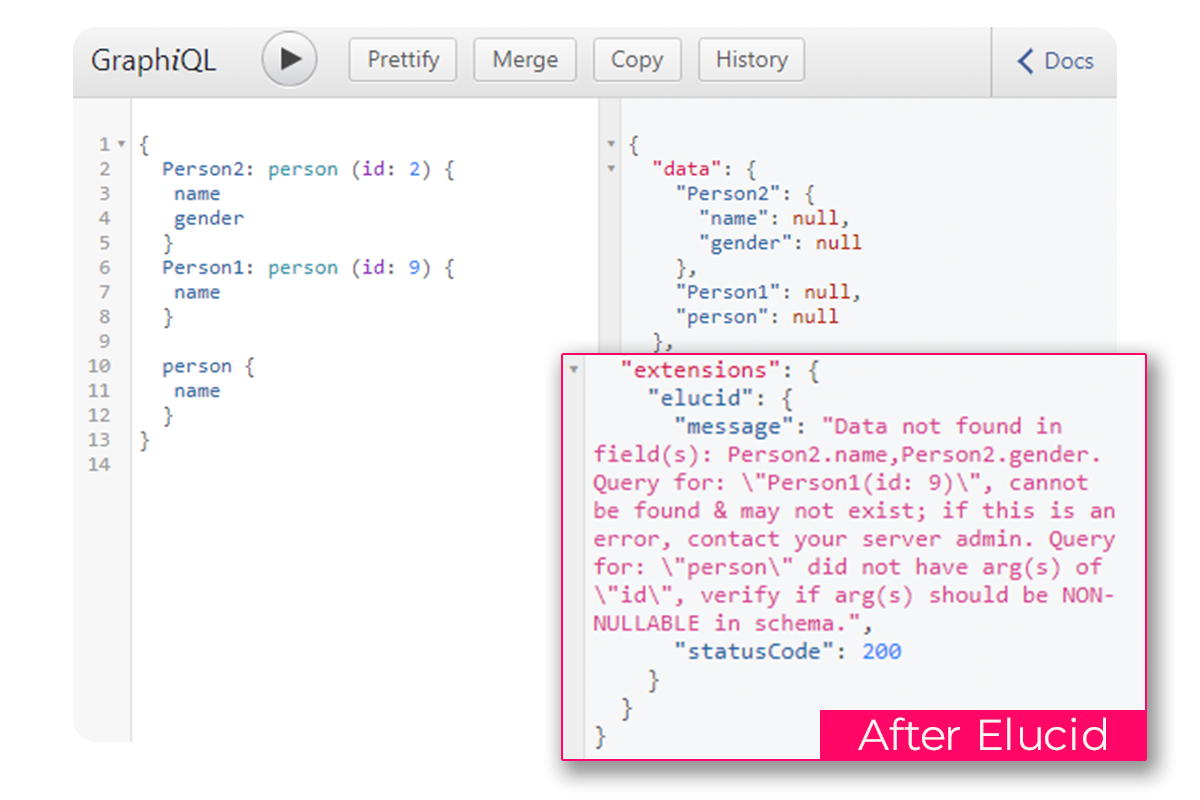 GraphiQL Prettify Merge Copy History Docs
1 {
2 Person2: person (id: 2) {
3 name
4 gender
5 }
6 Person1: person (id: 9) {
7 name
8 }
9
10 person {
11 name
12 }
13 }
14
{
"data": {
"Person2": {
"name": null,
"gender": null
},
"Person1": null,
"person": null
},
"extensions": {
"elucid": {
"message": "Data not found in
field(s): Person2.name,Person2.gender.
Query for: \"Person1(id: 9)\", cannot
be found & may not exist; if this is an
error, contact your server admin. Query
for: \"person\" did not have arg(s) of
\"id\", verify if arg(s) should be NON-
NULLABLE in schema.",
"statusCode": 200
}
}
}
After Elucid